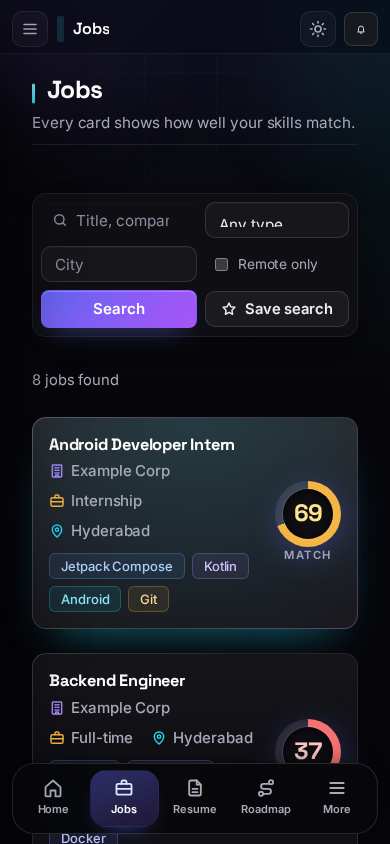 Jobs
Jobs
Every card shows how well your skills match.
Title, compar
Any type
City
Remote only
Search
Save search
8 jobs found
Android Developer Intern
Example Corp
Internship
Hyderabad
69
MATCH
Jetpack Compose
Kotlin
Android
Git
Backend Engineer
Example Corp
Full-time
Hyderabad
37
Home
Jobs
Resume
Roadmap
More
Docker